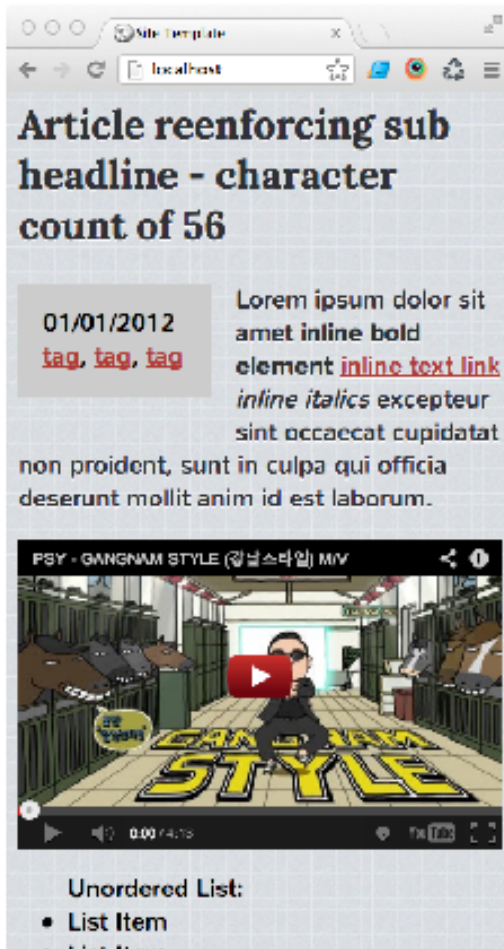 Site Template
localhost
Article reenforcing sub
headline - character
count of 56
01/01/2012
tag, tag, tag
Lorem ipsum dolor sit
amet inline bold
element inline text link
inline italics excepteur
sint occaecat cupidatat
non proident, sunt in culpa qui officia
deserunt mollit anim id est laborum.
PSY - GANGNAM STYLE (강남스타일) M/V
GANGNAM
STYLE
0:00 / 4:13
YouTube
Unordered List:
List Item
List Item